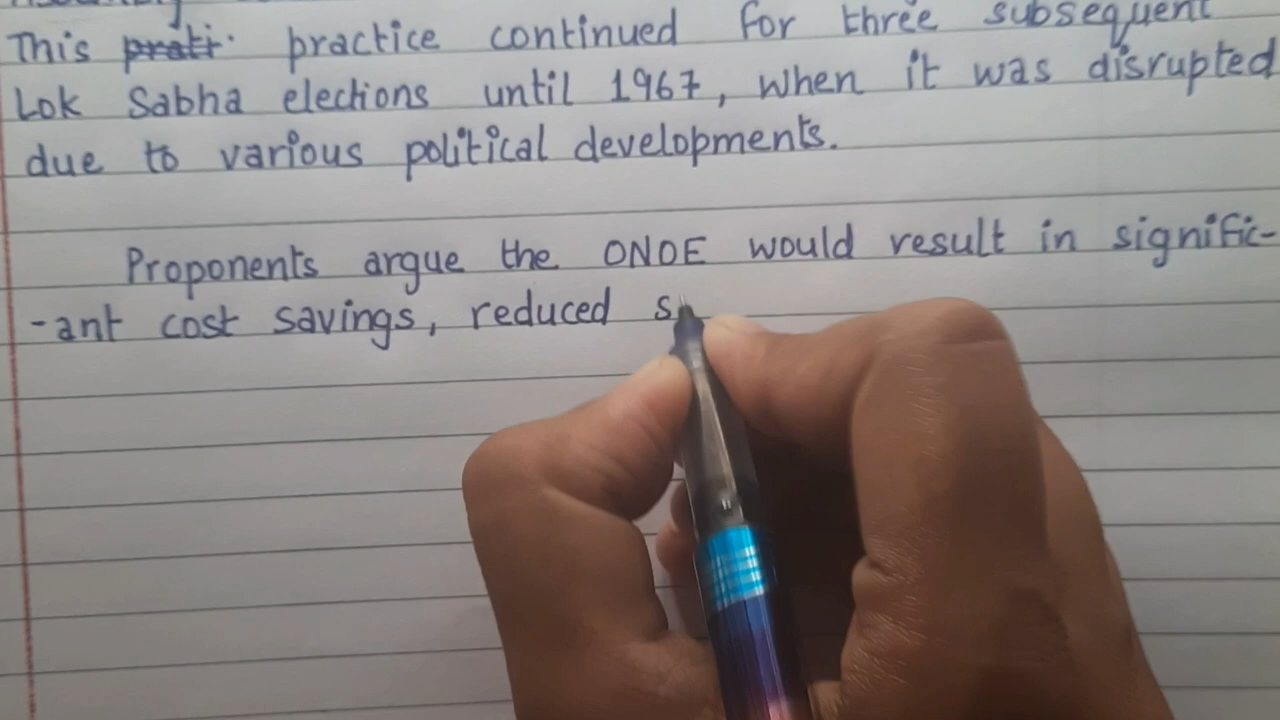 This prati practice continued for three subsequent
Lok Sabha elections until 1967, when it was disrupted
due to various political developments.
Proponents argue the ONOE would result in signific-
-ant cost savings, reduced s